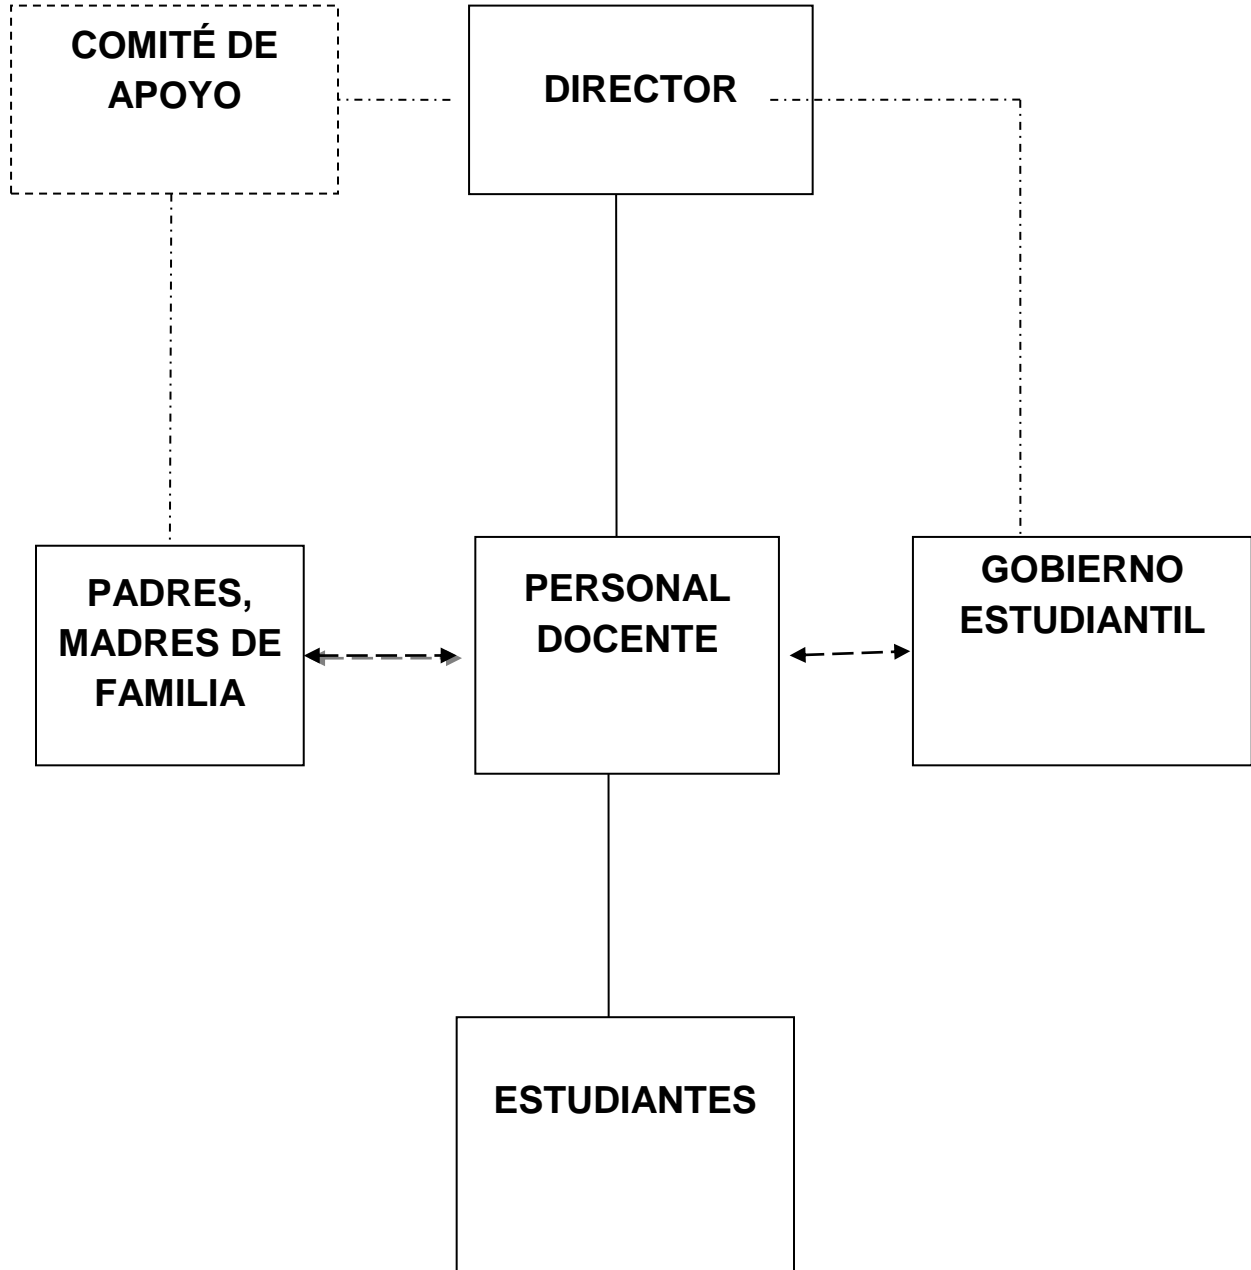 COMITÉ DE
APOYO
DIRECTOR
PADRES,
MADRES DE
FAMILIA
PERSONAL
DOCENTE
GOBIERNO
ESTUDIANTIL
ESTUDIANTES